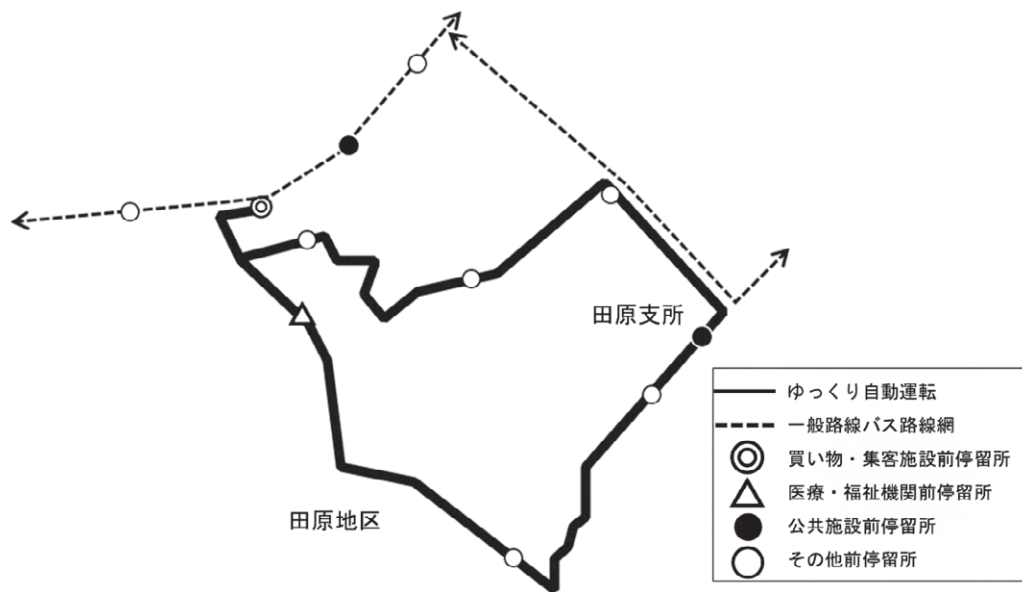 田原支所
田原地区
ゆっくり自動運転
一般路線バス路線網
買い物・集客施設前停留所
医療・福祉機関前停留所
公共施設前停留所
その他前停留所